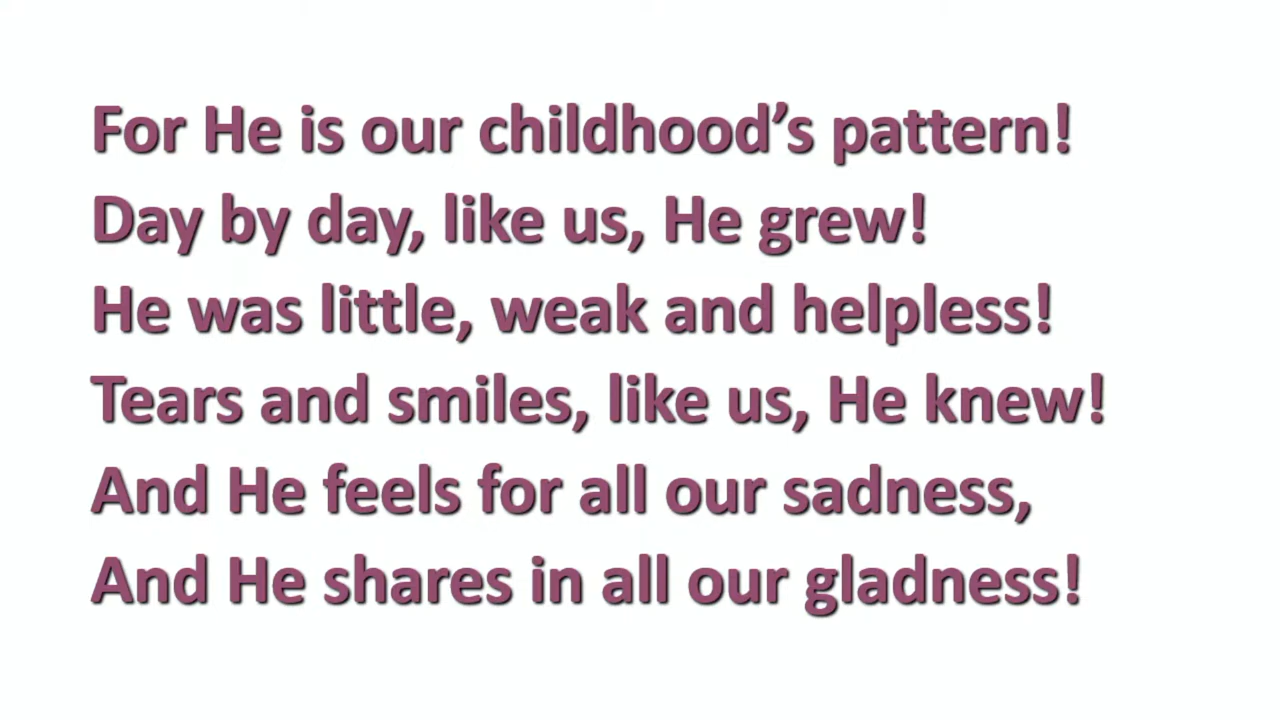 For He is our childhood’s pattern!
Day by day, like us, He grew!
He was little, weak and helpless!
Tears and smiles, like us, He knew!
And He feels for all our sadness,
And He shares in all our gladness!